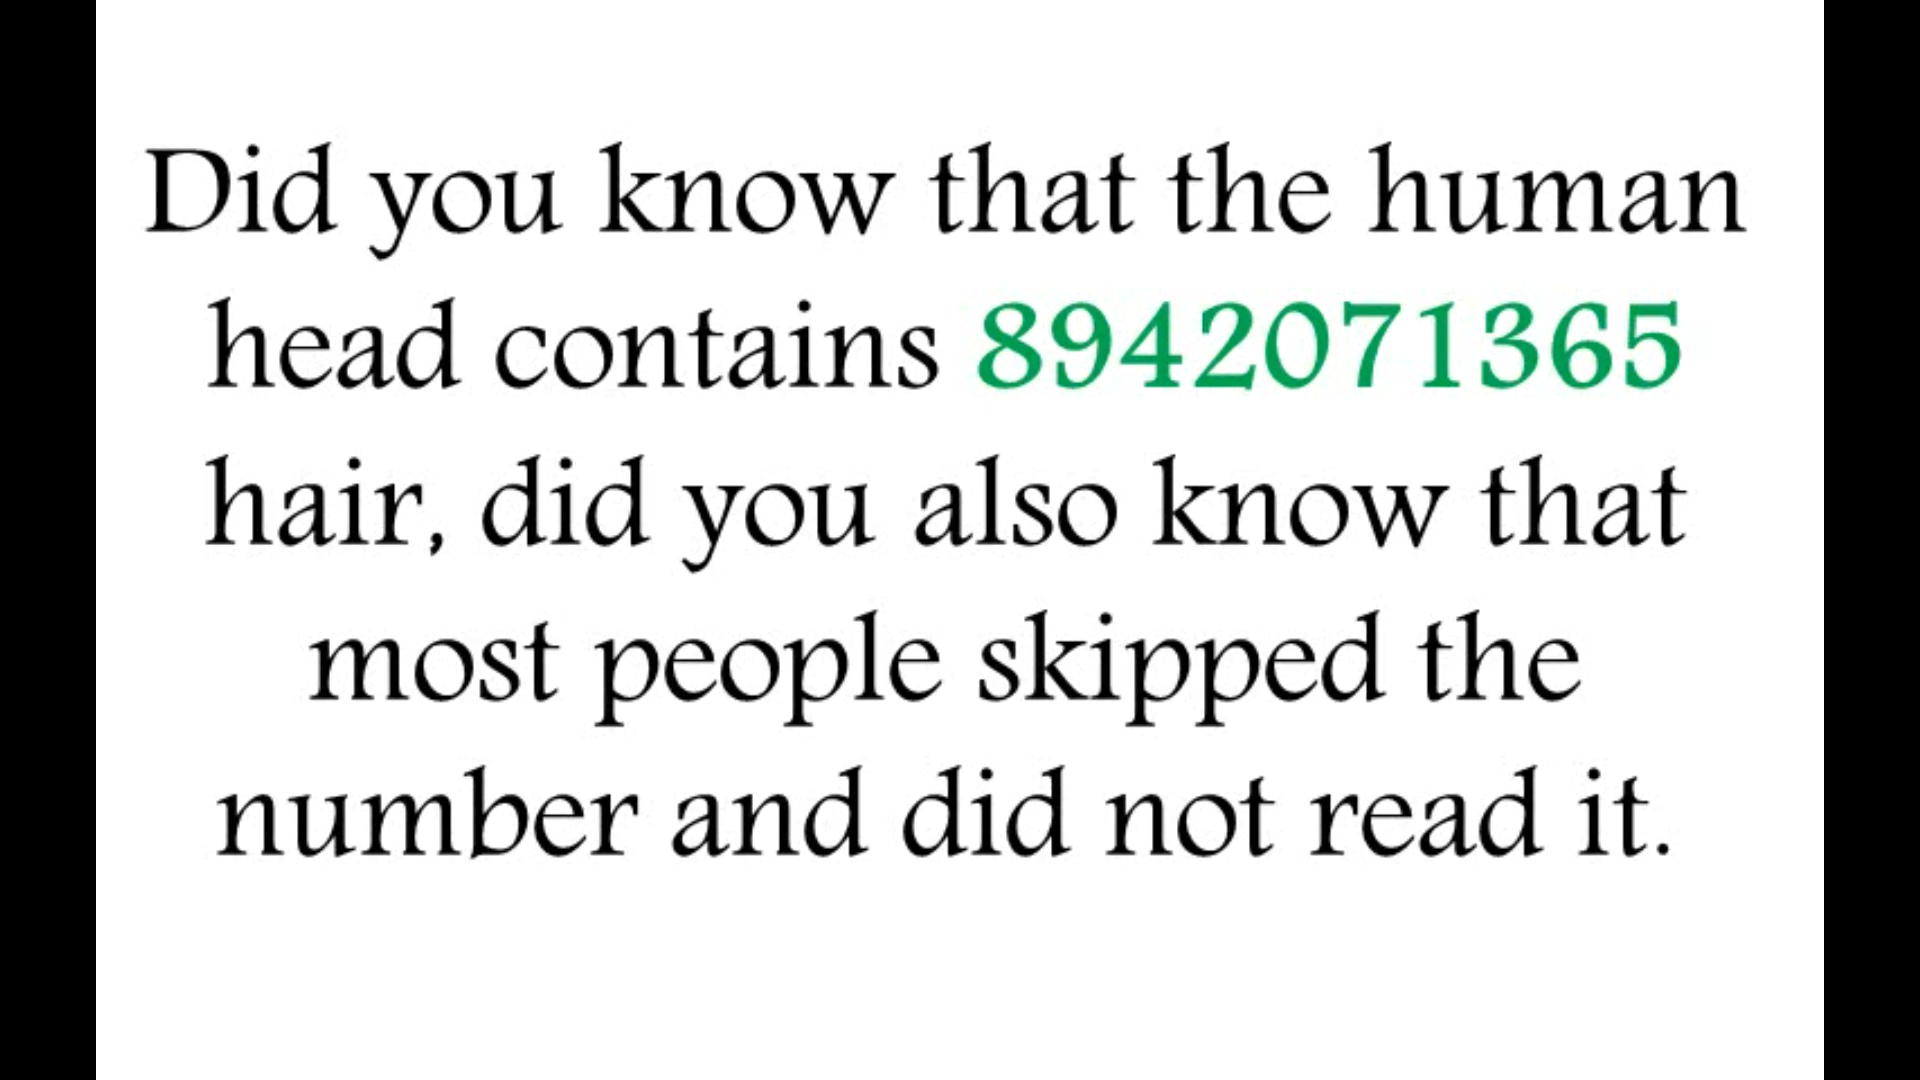 Did you know that the human
head contains 8942071365
hair, did you also know that
most people skipped the
number and did not read it.